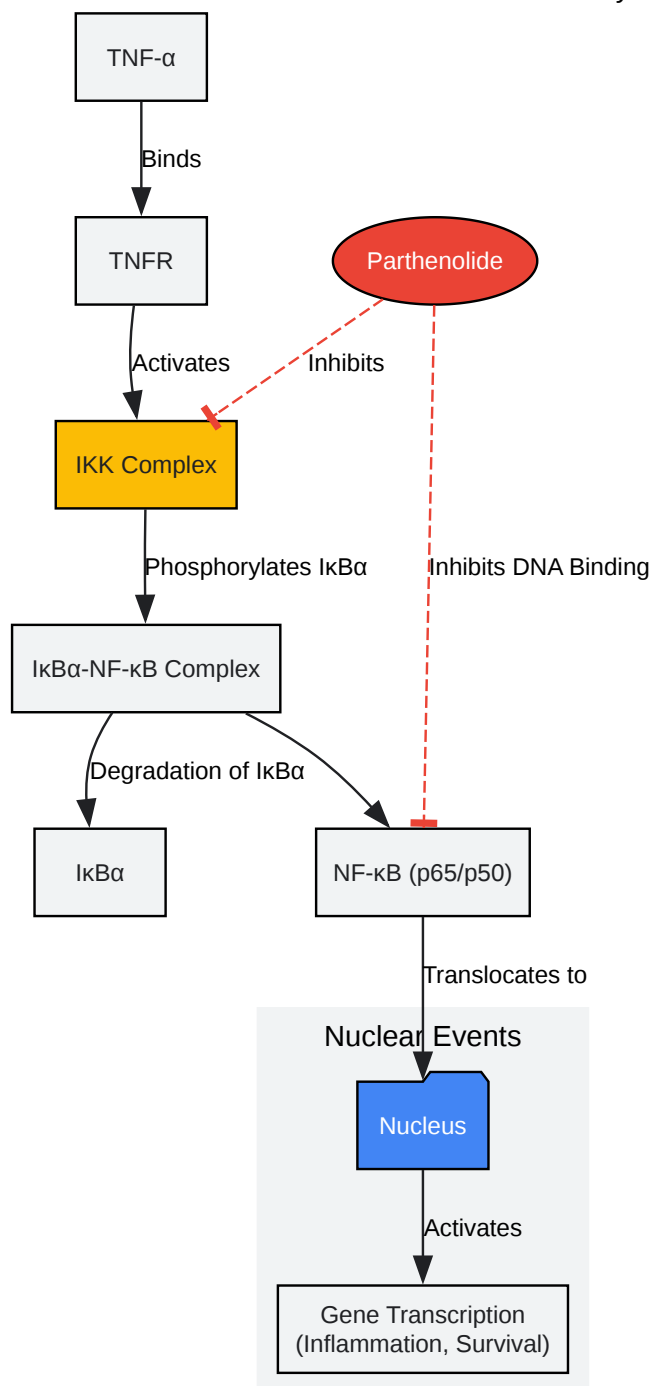 TNF-α
Binds
TNFR
Parthenolide
Activates
Inhibits
IKK Complex
Phosphorylates IκBα
Inhibits DNA Binding
IκBα-NF-κB Complex
Degradation of IκBα
IκBα
NF-κB (p65/p50)
Translocates to
Nuclear Events
Nucleus
Activates
Gene Transcription
(Inflammation, Survival)